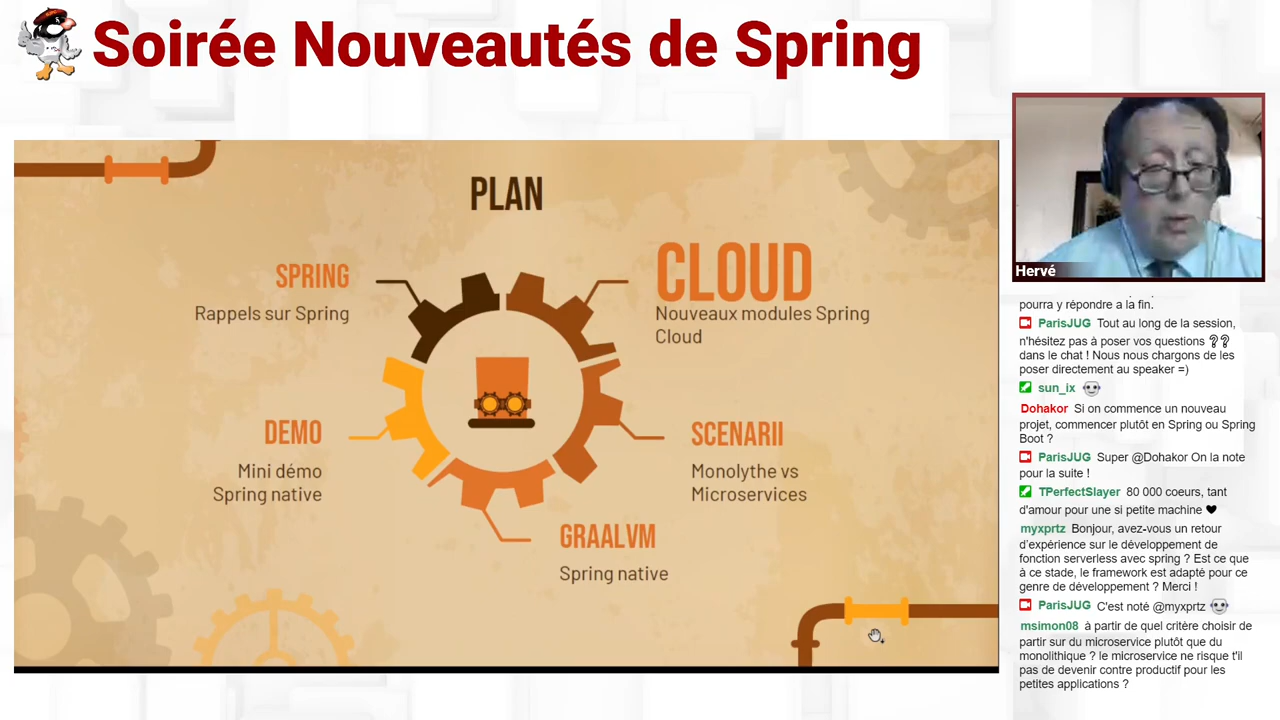 Soirée Nouveautés de Spring
PLAN
SPRING
Rappels sur Spring
CLOUD
Nouveaux modules Spring
Cloud
DEMO
Mini démo
Spring native
SCENARII
Monolythe vs
Microservices
GRAALVM
Spring native
Hervé
pourra y répondre a la fin.
ParisJUG Tout au long de la session,
n'hésitez pas à poser vos questions ❔❔
dans le chat ! Nous nous chargons de les
poser directement au speaker =)
sun_ix
Dohakor Si on commence un nouveau
projet, commencer plutôt en Spring ou Spring
Boot ?
ParisJUG Super @Dohakor On la note
pour la suite !
TPerfectSlayer 80 000 coeurs, tant
d'amour pour une si petite machine ♥
myxprtz Bonjour, avez-vous un retour
d'expérience sur le développement de
fonction serverless avec spring ? Est ce que
à ce stade, le framework est adapté pour ce
genre de développement ? Merci !
ParisJUG C'est noté @myxprtz
msimon08 à partir de quel critère choisir de
partir sur du microservice plutôt que du
monolithique ? le microservice ne risque t'il
pas de devenir contre productif pour les
petites applications ?